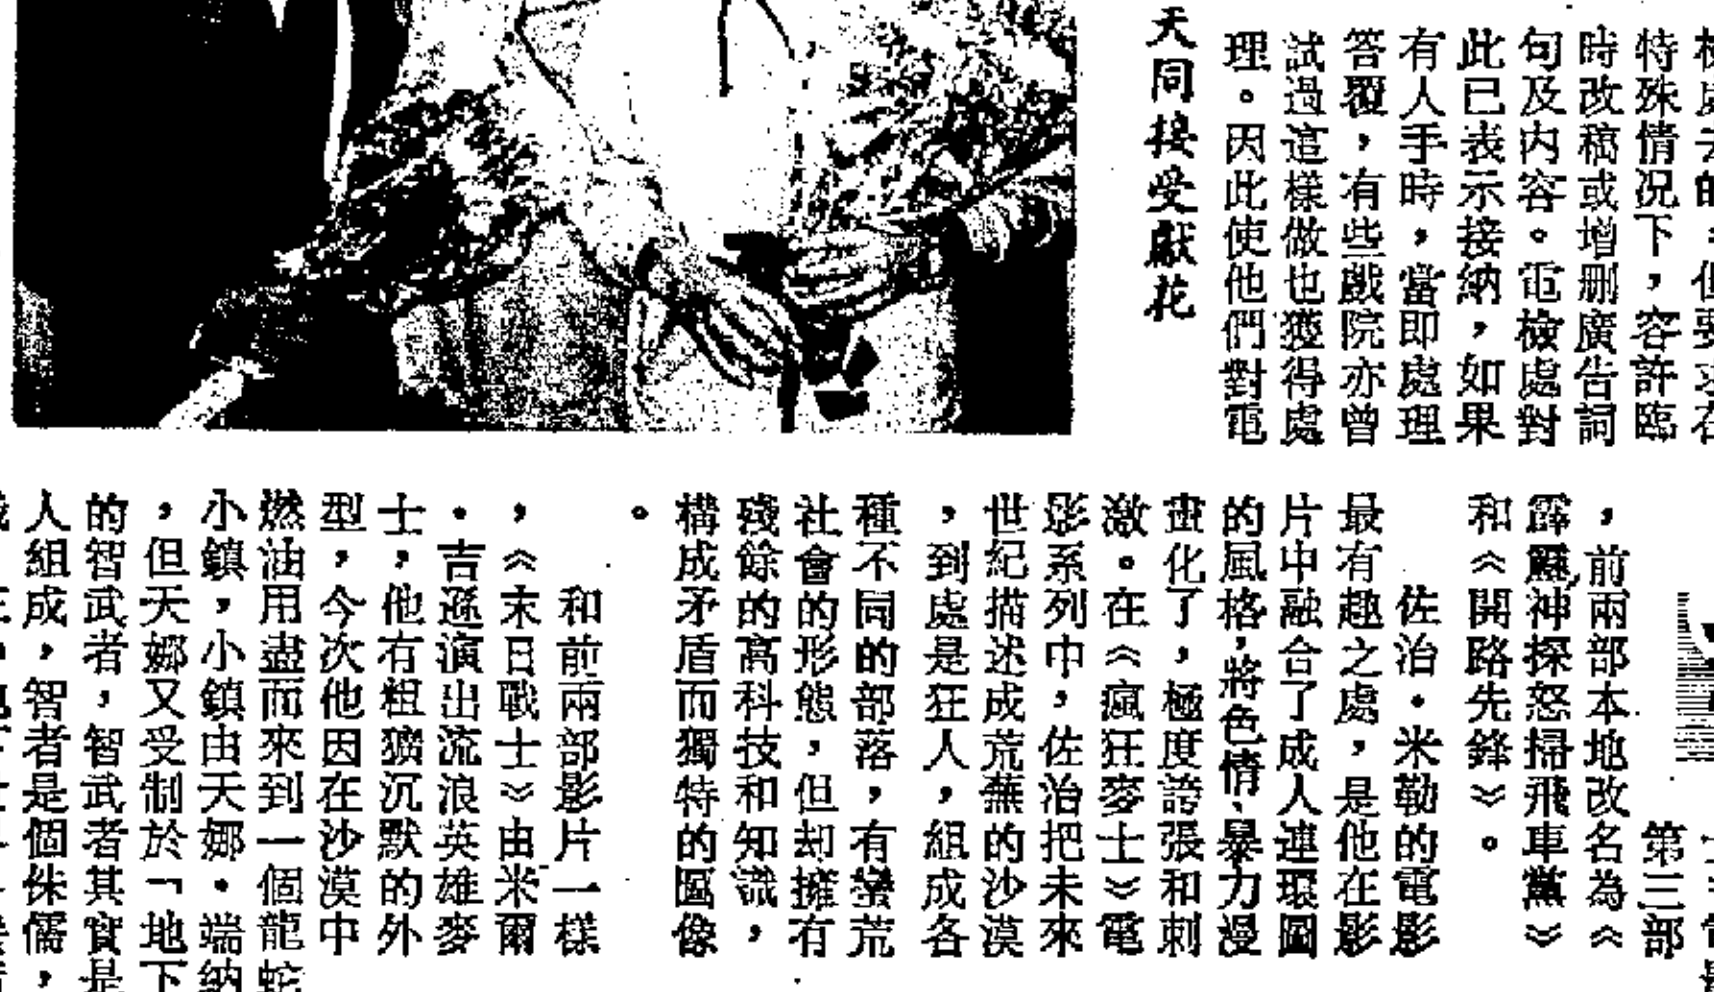 特殊情況下，容許臨
時改稿或增删廣告詞
句及内容。電檢處對
此已表示接納，如果
有人手時，當即處理
答覆，有些戲院亦曾
試過這樣做也獲得處
理。因此使他們對電
天同接受獻花
第三部
，前兩部本地改名為《
霹靂神探怒掃飛車黨》
和《開路先鋒》。
佐治・米勒的電影
最有趣之處，是他在影
片中融合了成人連環圖
的風格，將色情、暴力漫
畫化了，極度誇張和刺
激。在《瘋狂麥士》電
影系列中，佐治把未來
世紀描述成荒蕪的沙漠
，到處是狂人，組成各
種不同的部落，有蠻荒
社會的形態，但却擁有
殘餘的高科技和知識，
構成矛盾而獨特的圖像
。
和前兩部影片一樣
，《末日戰士》由米爾
・吉遜演出流浪英雄麥
士，他有粗獷沉默的外
型，今次他因在沙漠中
燃油用盡而來到一個龍蛇
小鎮，小鎮由天娜・端納
，但天娜又受制於「地下
的智武者，智武者其實是
人組成，智者是個侏儒，